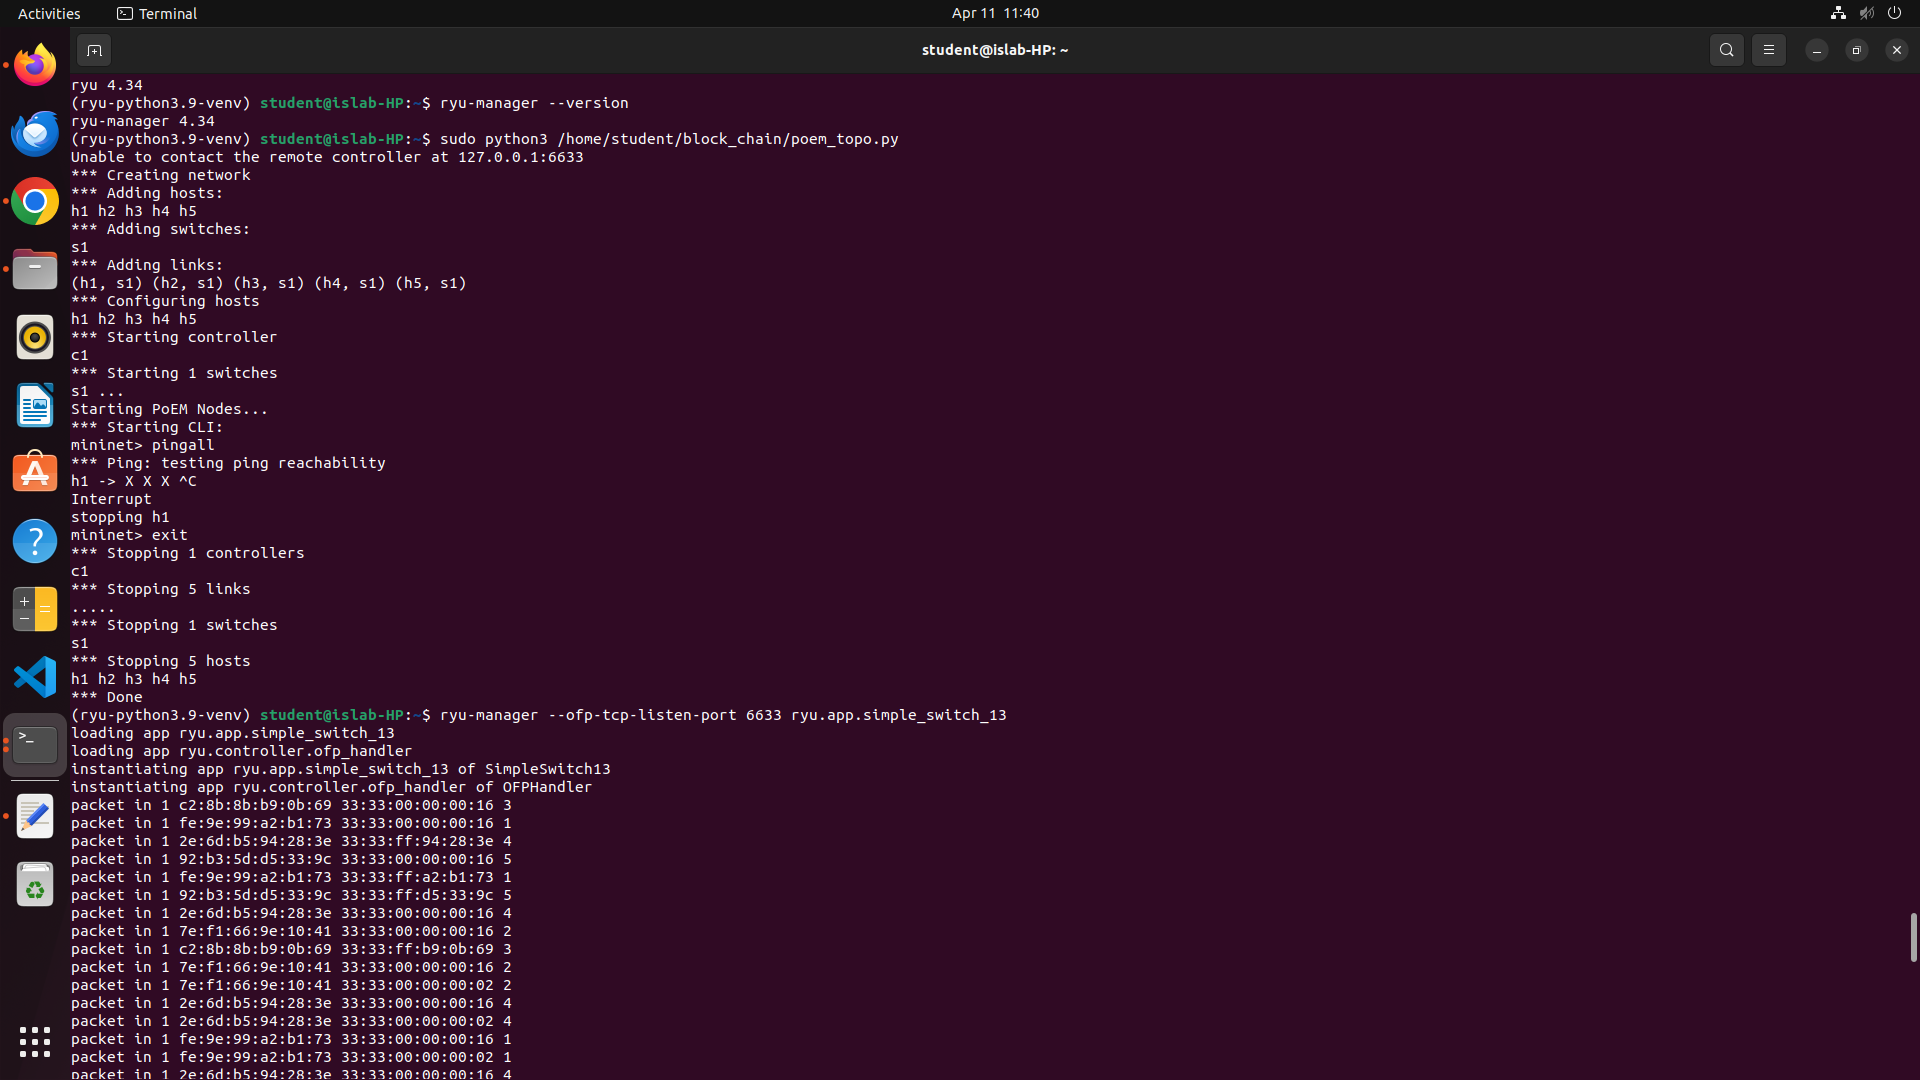 Activities
Terminal
Apr 11 11:40
student@islab-HP: ~
ryu 4.34
(ryu-python3.9-venv) student@islab-HP:~$ ryu-manager --version
ryu-manager 4.34
(ryu-python3.9-venv) student@islab-HP:~$ sudo python3 /home/student/block_chain/poem_topo.py
Unable to contact the remote controller at 127.0.0.1:6633
*** Creating network
*** Adding hosts:
h1 h2 h3 h4 h5
*** Adding switches:
s1
*** Adding links:
(h1, s1) (h2, s1) (h3, s1) (h4, s1) (h5, s1)
*** Configuring hosts
h1 h2 h3 h4 h5
*** Starting controller
c1
*** Starting 1 switches
s1 ...
Starting PoEM Nodes...
*** Starting CLI:
mininet> pingall
*** Ping: testing ping reachability
h1 -> X X X ^C
Interrupt
stopping h1
mininet> exit
*** Stopping 1 controllers
c1
*** Stopping 5 links
.....
*** Stopping 1 switches
s1
*** Stopping 5 hosts
h1 h2 h3 h4 h5
*** Done
(ryu-python3.9-venv) student@islab-HP:~$ ryu-manager --ofp-tcp-listen-port 6633 ryu.app.simple_switch_13
loading app ryu.app.simple_switch_13
loading app ryu.controller.ofp_handler
instantiating app ryu.app.simple_switch_13 of SimpleSwitch13
instantiating app ryu.controller.ofp_handler of OFPHandler
packet in 1 c2:8b:8b:b9:0b:69 33:33:00:00:00:16 3
packet in 1 fe:9e:99:a2:b1:73 33:33:00:00:00:16 1
packet in 1 2e:6d:b5:94:28:3e 33:33:ff:94:28:3e 4
packet in 1 92:b3:5d:d5:33:9c 33:33:00:00:00:16 5
packet in 1 fe:9e:99:a2:b1:73 33:33:ff:a2:b1:73 1
packet in 1 92:b3:5d:d5:33:9c 33:33:ff:d5:33:9c 5
packet in 1 2e:6d:b5:94:28:3e 33:33:00:00:00:16 4
packet in 1 7e:f1:66:9e:10:41 33:33:00:00:00:16 2
packet in 1 c2:8b:8b:b9:0b:69 33:33:ff:b9:0b:69 3
packet in 1 7e:f1:66:9e:10:41 33:33:00:00:00:16 2
packet in 1 7e:f1:66:9e:10:41 33:33:00:00:00:02 2
packet in 1 2e:6d:b5:94:28:3e 33:33:00:00:00:16 4
packet in 1 2e:6d:b5:94:28:3e 33:33:00:00:00:02 4
packet in 1 fe:9e:99:a2:b1:73 33:33:00:00:00:16 1
packet in 1 fe:9e:99:a2:b1:73 33:33:00:00:00:02 1
packet in 1 2e:6d:b5:94:28:3e 33:33:00:00:00:16 4